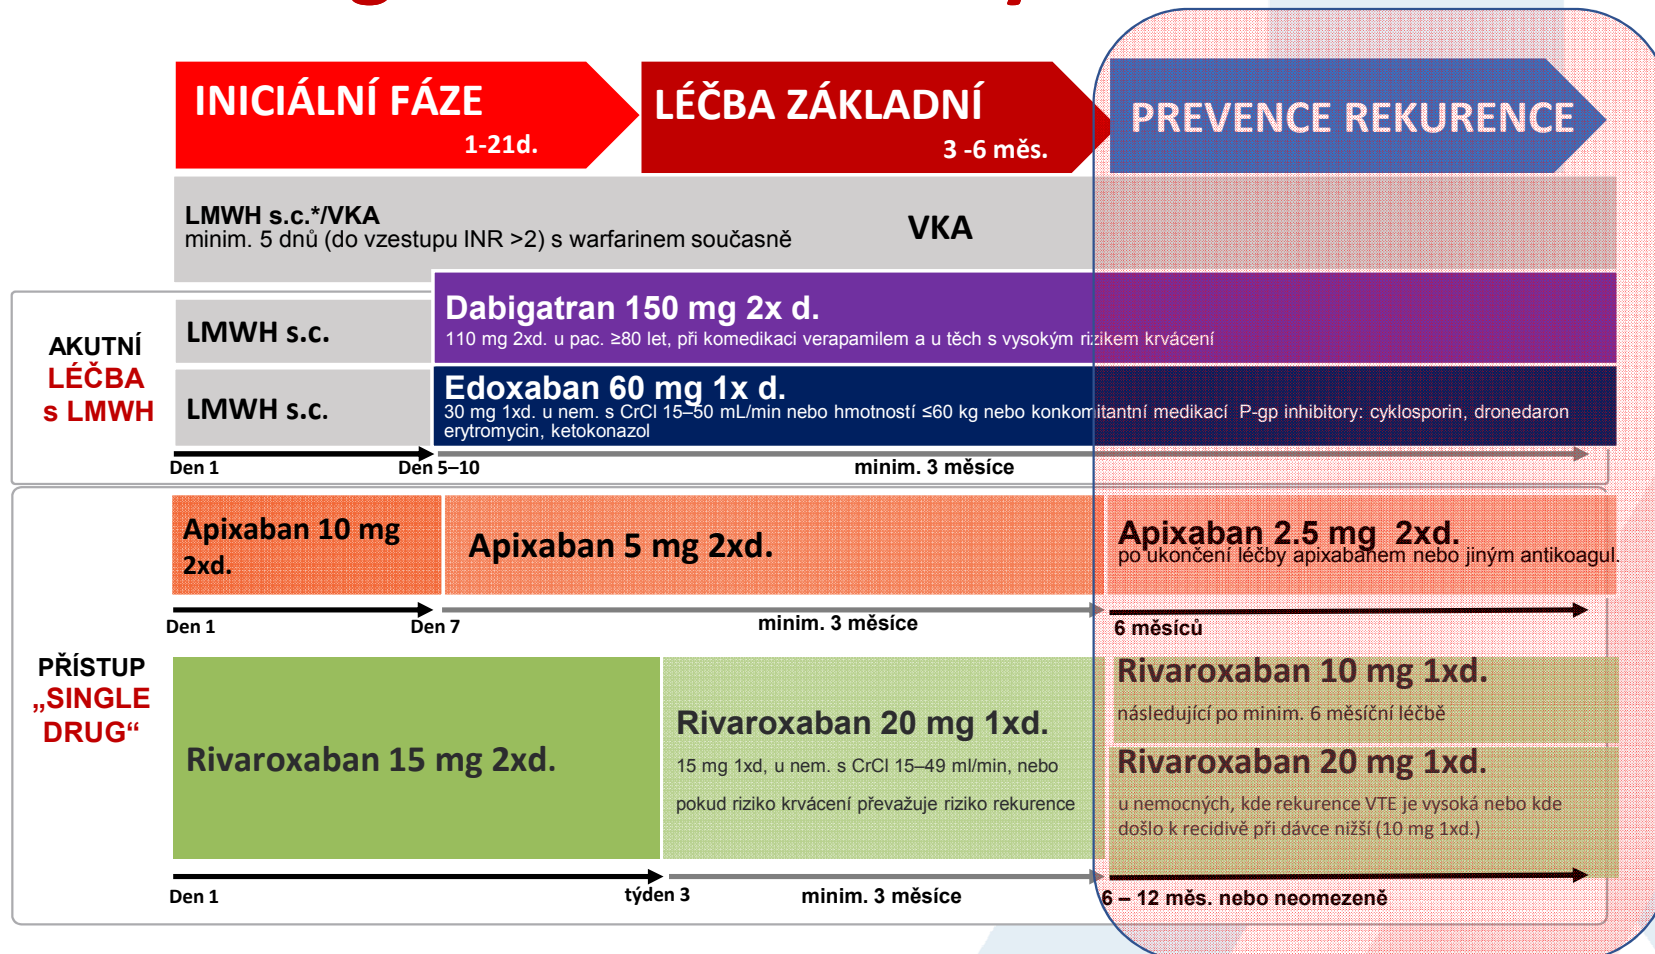 INICIÁLNÍ FÁZE
1-21d.
LÉČBA ZÁKLADNÍ
3 -6 měs.
PREVENCE REKURENCE
LMWH s.c.*/VKA
minim. 5 dnů (do vzestupu INR >2) s warfarinem současně
VKA
AKUTNÍ
LÉČBA
s LMWH
LMWH s.c.
Dabigatran 150 mg 2x d.
110 mg 2xd. u pac. ≥80 let, při komedikaci verapamilem a u těch s vysokým rizikem krvácení
LMWH s.c.
Edoxaban 60 mg 1x d.
30 mg 1xd. u nem. s CrCl 15–50 mL/min nebo hmotností ≤60 kg nebo konkomitantní medikací P-gp inhibitory: cyklosporin, dronedaron
erytromycin, ketokonazol
Den 1
Den 5–10
minim. 3 měsíce
PŘÍSTUP
„SINGLE
DRUG“
Apixaban 10 mg
2xd.
Apixaban 5 mg 2xd.
Apixaban 2.5 mg 2xd.
po ukončení léčby apixabanem nebo jiným antikoagul.
Den 1
Den 7
minim. 3 měsíce
6 měsíců
Rivaroxaban 15 mg 2xd.
Rivaroxaban 20 mg 1xd.
15 mg 1xd, u nem. s CrCl 15–49 ml/min, nebo
pokud riziko krvácení převažuje riziko rekurence
Rivaroxaban 10 mg 1xd.
následující po minim. 6 měsíční léčbě
Rivaroxaban 20 mg 1xd.
u nemocných, kde rekurence VTE je vysoká nebo kde
došlo k recidivě při dávce nižší (10 mg 1xd.)
Den 1
týden 3
minim. 3 měsíce
6 – 12 měs. nebo neomezeně